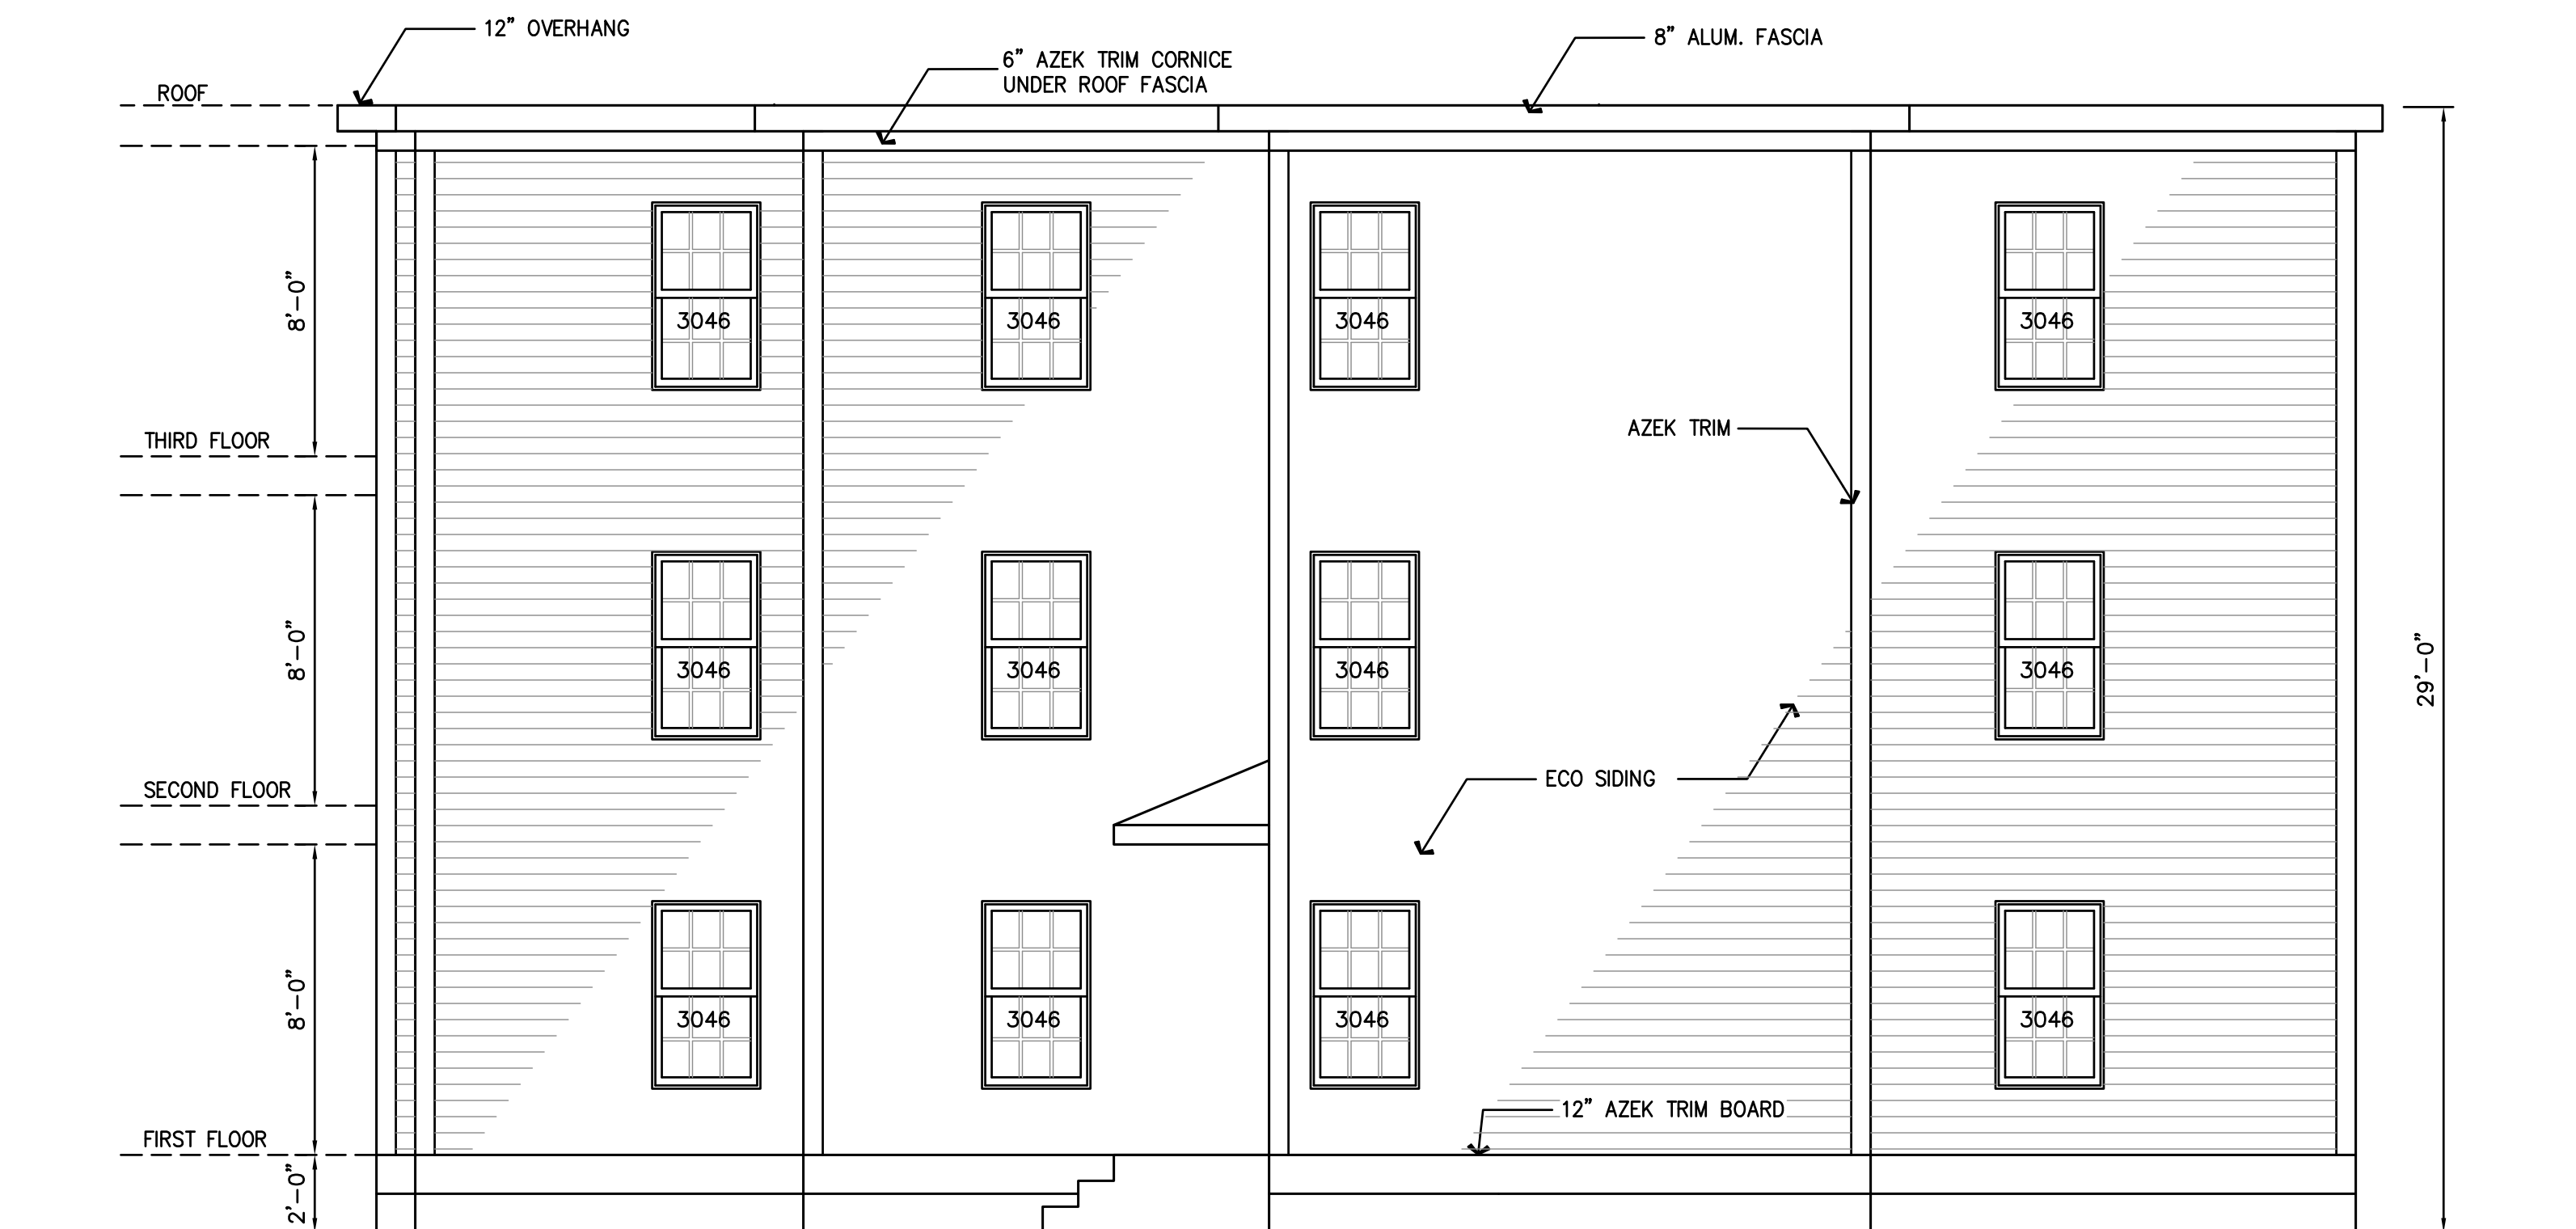 12” OVERHANG
8” ALUM. FASCIA
6” AZEK TRIM CORNICE
UNDER ROOF FASCIA
ROOF
8’-0”
3046
3046
3046
3046
THIRD FLOOR
AZEK TRIM
8’-0”
3046
3046
3046
3046
29’-0”
SECOND FLOOR
ECO SIDING
8’-0”
3046
3046
3046
3046
12” AZEK TRIM BOARD
FIRST FLOOR
2’-0”